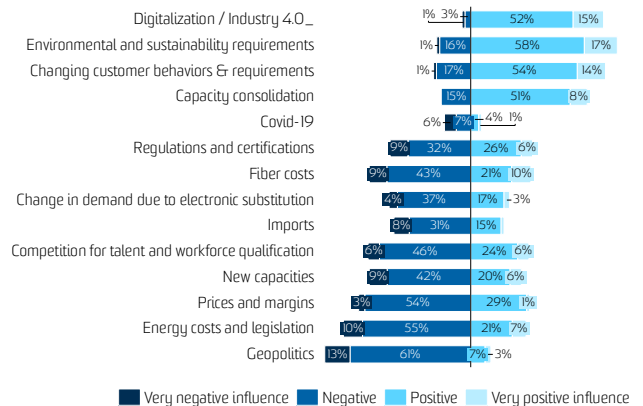 Digitalization / Industry 4.0_ 1% 3% 52% 15%
Environmental and sustainability requirements 1% 16% 58% 17%
Changing customer behaviors & requirements 1% 17% 54% 14%
Capacity consolidation 15% 51% 8%
Covid-19 6% 7% 4% 1%
Regulations and certifications 9% 32% 26% 6%
Fiber costs 9% 43% 21% 10%
Change in demand due to electronic substitution 4% 37% 17% 3%
Imports 8% 31% 15%
Competition for talent and workforce qualification 6% 46% 24% 6%
New capacities 9% 42% 20% 6%
Prices and margins 3% 54% 29% 1%
Energy costs and legislation 10% 55% 21% 7%
Geopolitics 13% 61% 7% 3%
Very negative influence Negative Positive Very positive influence